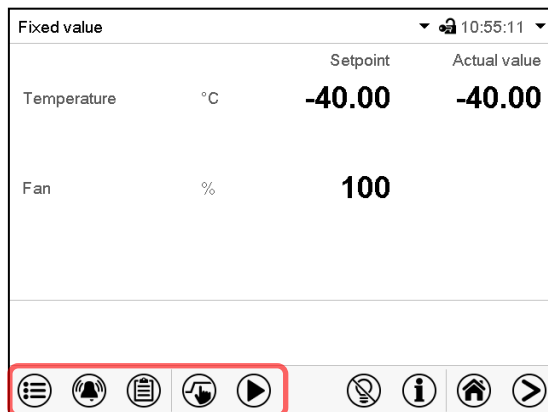 Fixed value 10:55:11
Setpoint Actual value
Temperature °C -40.00 -40.00
Fan % 100